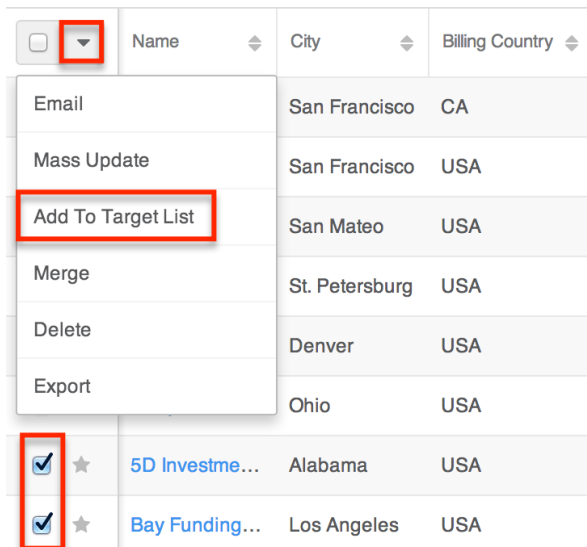 Name City Billing Country
Email San Francisco CA
Mass Update San Francisco USA
Add To Target List San Mateo USA
Merge St. Petersburg USA
Delete Denver USA
Export Ohio USA
5D Investme... Alabama USA
Bay Funding... Los Angeles USA